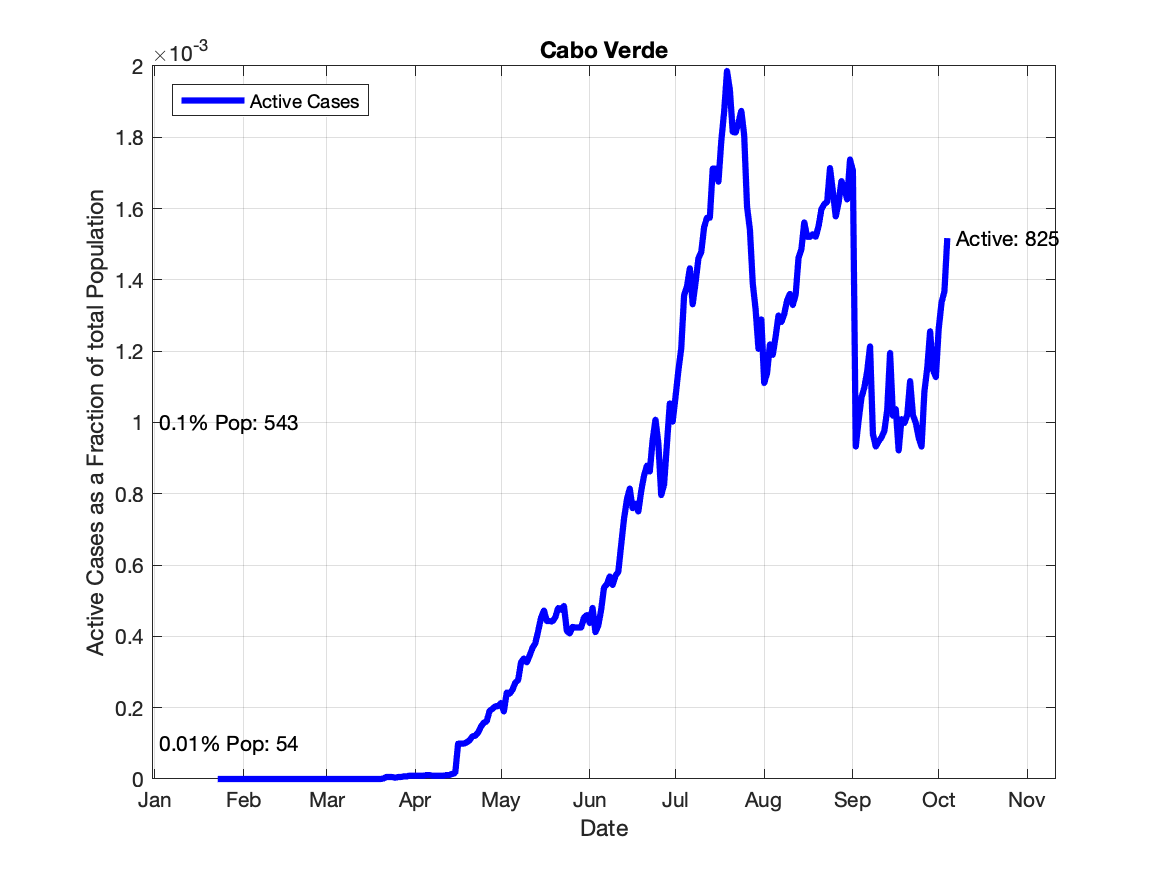 Cabo Verde
×10-3
Active Cases
2
1.8
1.6
1.4
1.2
1
0.8
0.6
0.4
0.2
0
Active Cases as a Fraction of total Population
Active: 825
0.1% Pop: 543
0.01% Pop: 54
Jan Feb Mar Apr May Jun Jul Aug Sep Oct Nov
Date